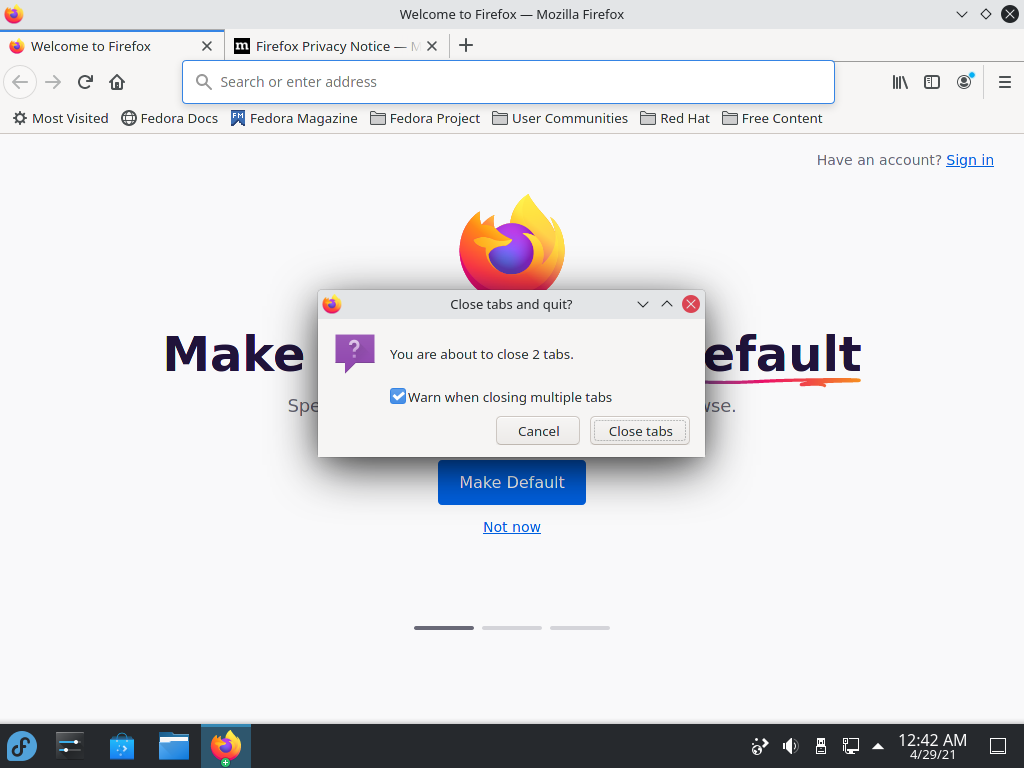 Welcome to Firefox — Mozilla Firefox
Welcome to Firefox
Firefox Privacy Notice — M
Search or enter address
Most Visited
Fedora Docs
FM
Fedora Magazine
Fedora Project
User Communities
Red Hat
Free Content
Have an account? Sign in
Close tabs and quit?
Make
efault
?
You are about to close 2 tabs.
Spe
wse.
Warn when closing multiple tabs
Cancel
Close tabs
Make Default
Not now
12:42 AM
4/29/21